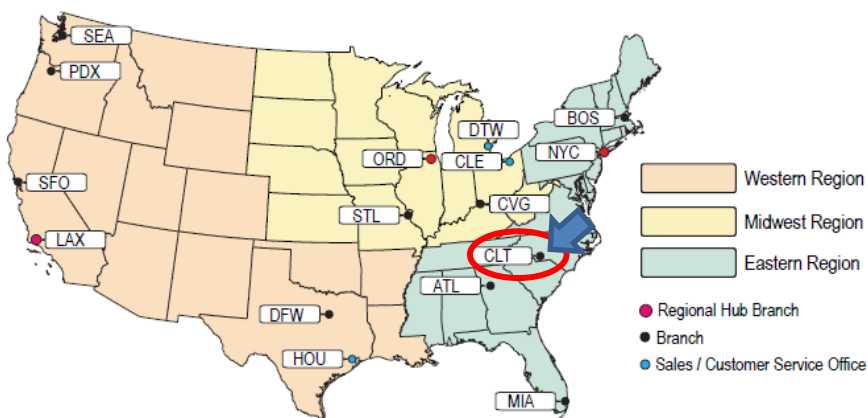 SEA
PDX
BOS
DTW
NYC
ORD
CLE
Western Region
SFO
CVG
STL
Midwest Region
LAX
CLT
Eastern Region
ATL
Regional Hub Branch
DFW
Branch
HOU
Sales / Customer Service Office
MIA